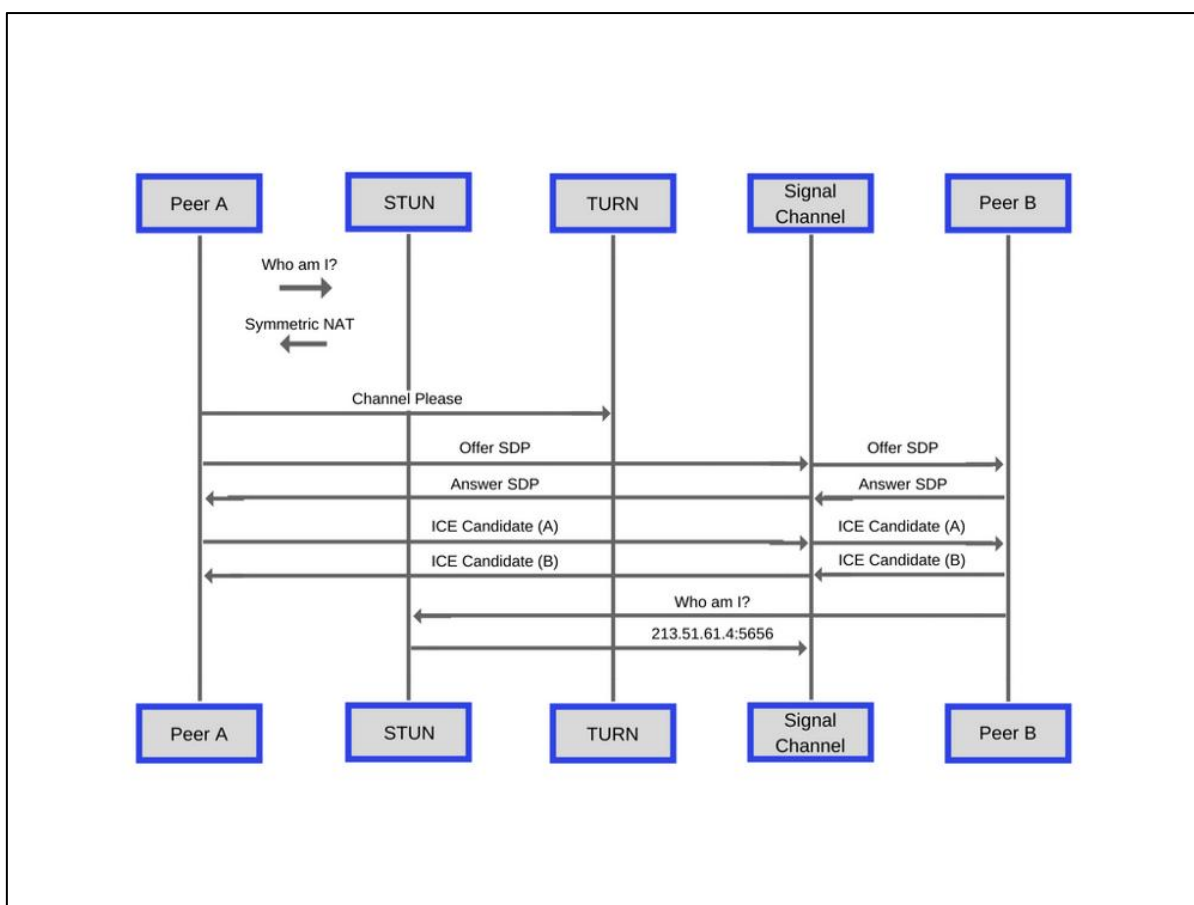 Peer A
STUN
TURN
Signal
Channel
Peer B
Who am I?
Symmetric NAT
Channel Please
Offer SDP
Offer SDP
Answer SDP
Answer SDP
ICE Candidate (A)
ICE Candidate (A)
ICE Candidate (B)
ICE Candidate (B)
Who am I?
213.51.61.4:5656
Peer A
STUN
TURN
Signal
Channel
Peer B